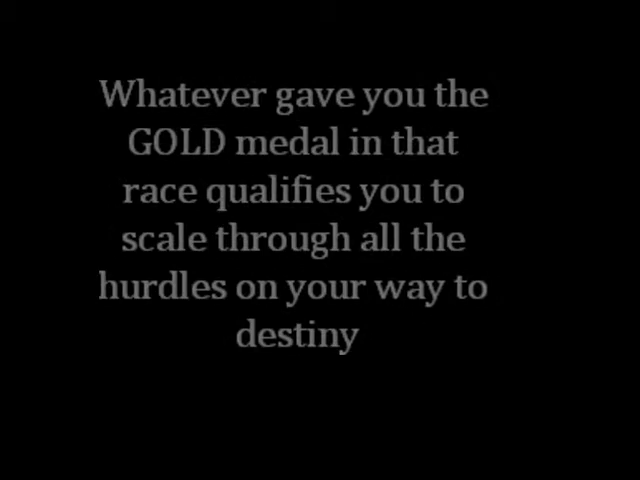 Whatever gave you the
GOLD medal in that
race qualifies you to
scale through all the
hurdles on your way to
destiny